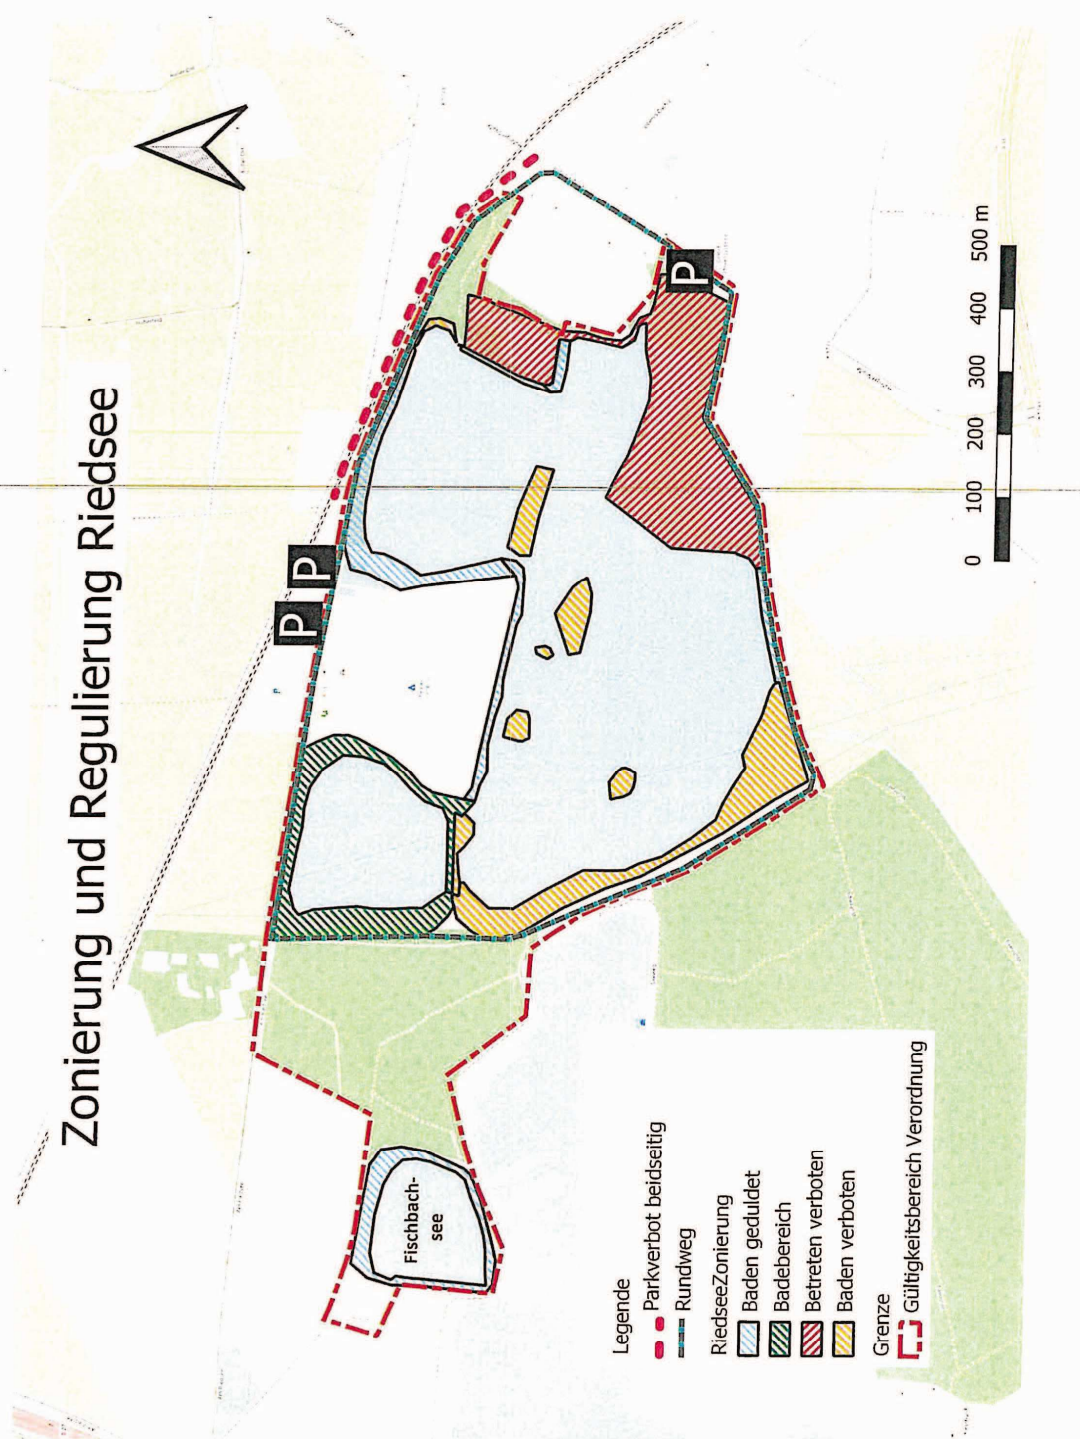 Zonierung und Regulierung Riedsee
P
P
P
Fischbach-
see
Legende
Parkverbot beidseitig
Rundweg
RiedseeZonierung
Baden geduldet
Badebereich
Betreten verboten
Baden verboten
Grenze
Gültigkeitsbereich Verordnung
0 100 200 300 400 500 m